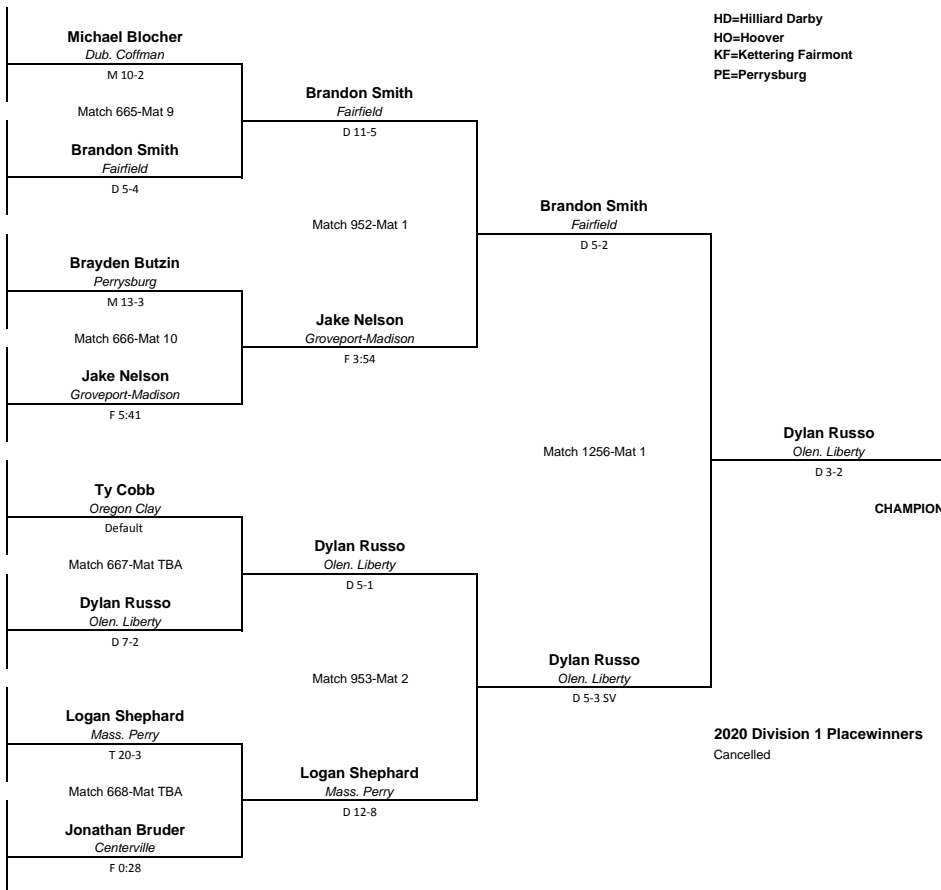 HD=Hilliard Darby
HO=Hoover
KF=Kettering Fairmont
PE=Perrysburg
Michael Blocher
Dub. Coffman
M 10-2
Match 665-Mat 9
Brandon Smith
Fairfield
D 5-4
Brandon Smith
Fairfield
D 11-5
Match 952-Mat 1
Brayden Butzin
Perrysburg
M 13-3
Match 666-Mat 10
Jake Nelson
Groveport-Madison
F 5:41
Jake Nelson
Groveport-Madison
F 3:54
Brandon Smith
Fairfield
D 5-2
Match 1256-Mat 1
Ty Cobb
Oregon Clay
Default
Match 667-Mat TBA
Dylan Russo
Olen. Liberty
D 7-2
Dylan Russo
Olen. Liberty
D 5-1
Match 953-Mat 2
Logan Shephard
Mass. Perry
T 20-3
Match 668-Mat TBA
Jonathan Bruder
Centerville
F 0:28
Logan Shephard
Mass. Perry
D 12-8
Dylan Russo
Olen. Liberty
D 5-3 SV
Dylan Russo
Olen. Liberty
D 3-2
CHAMPION
2020 Division 1 Placewinners
Cancelled